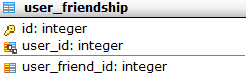 user_friendship
id: integer
user_id: integer
user_friend_id: integer